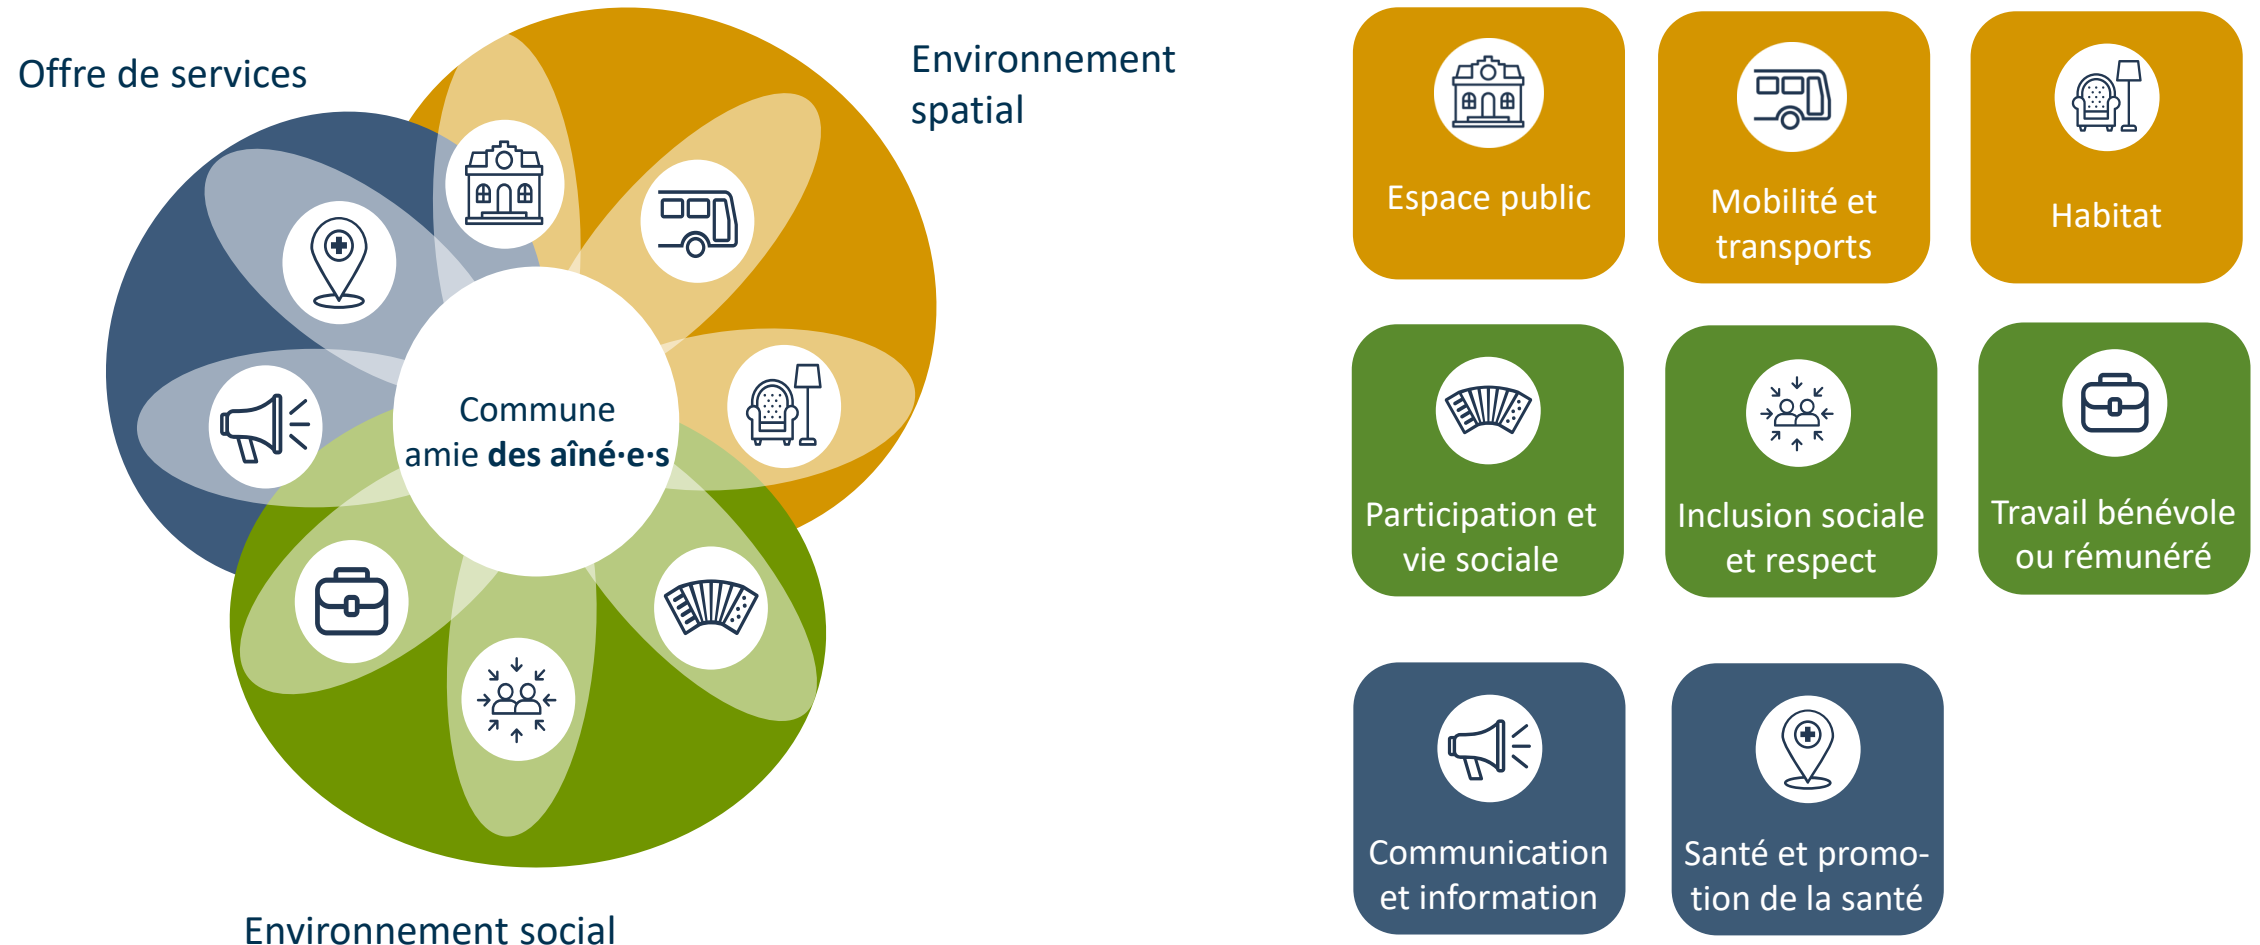 Offre de services
Environnement
spatial
Commune
amie des aîné·e·s
Environnement social
Espace public
Mobilité et
transports
Habitat
Participation et
vie sociale
Inclusion sociale
et respect
Travail bénévole
ou rémunéré
Communication
et information
Santé et promo-
tion de la santé